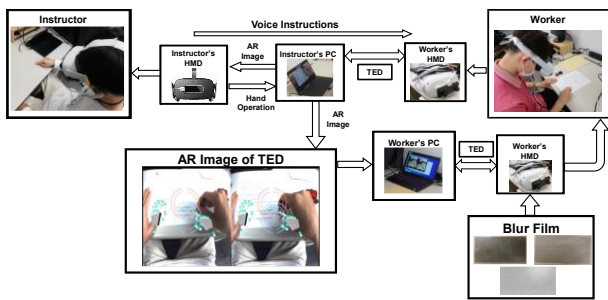 Instructor
Voice Instructions
Worker
Instructor's
HMD
AR
Image
Instructor's PC
Worker's
HMD
TED
Hand
Operation
AR
Image
AR Image of TED
Worker's PC
TED
Worker's
HMD
Blur Film